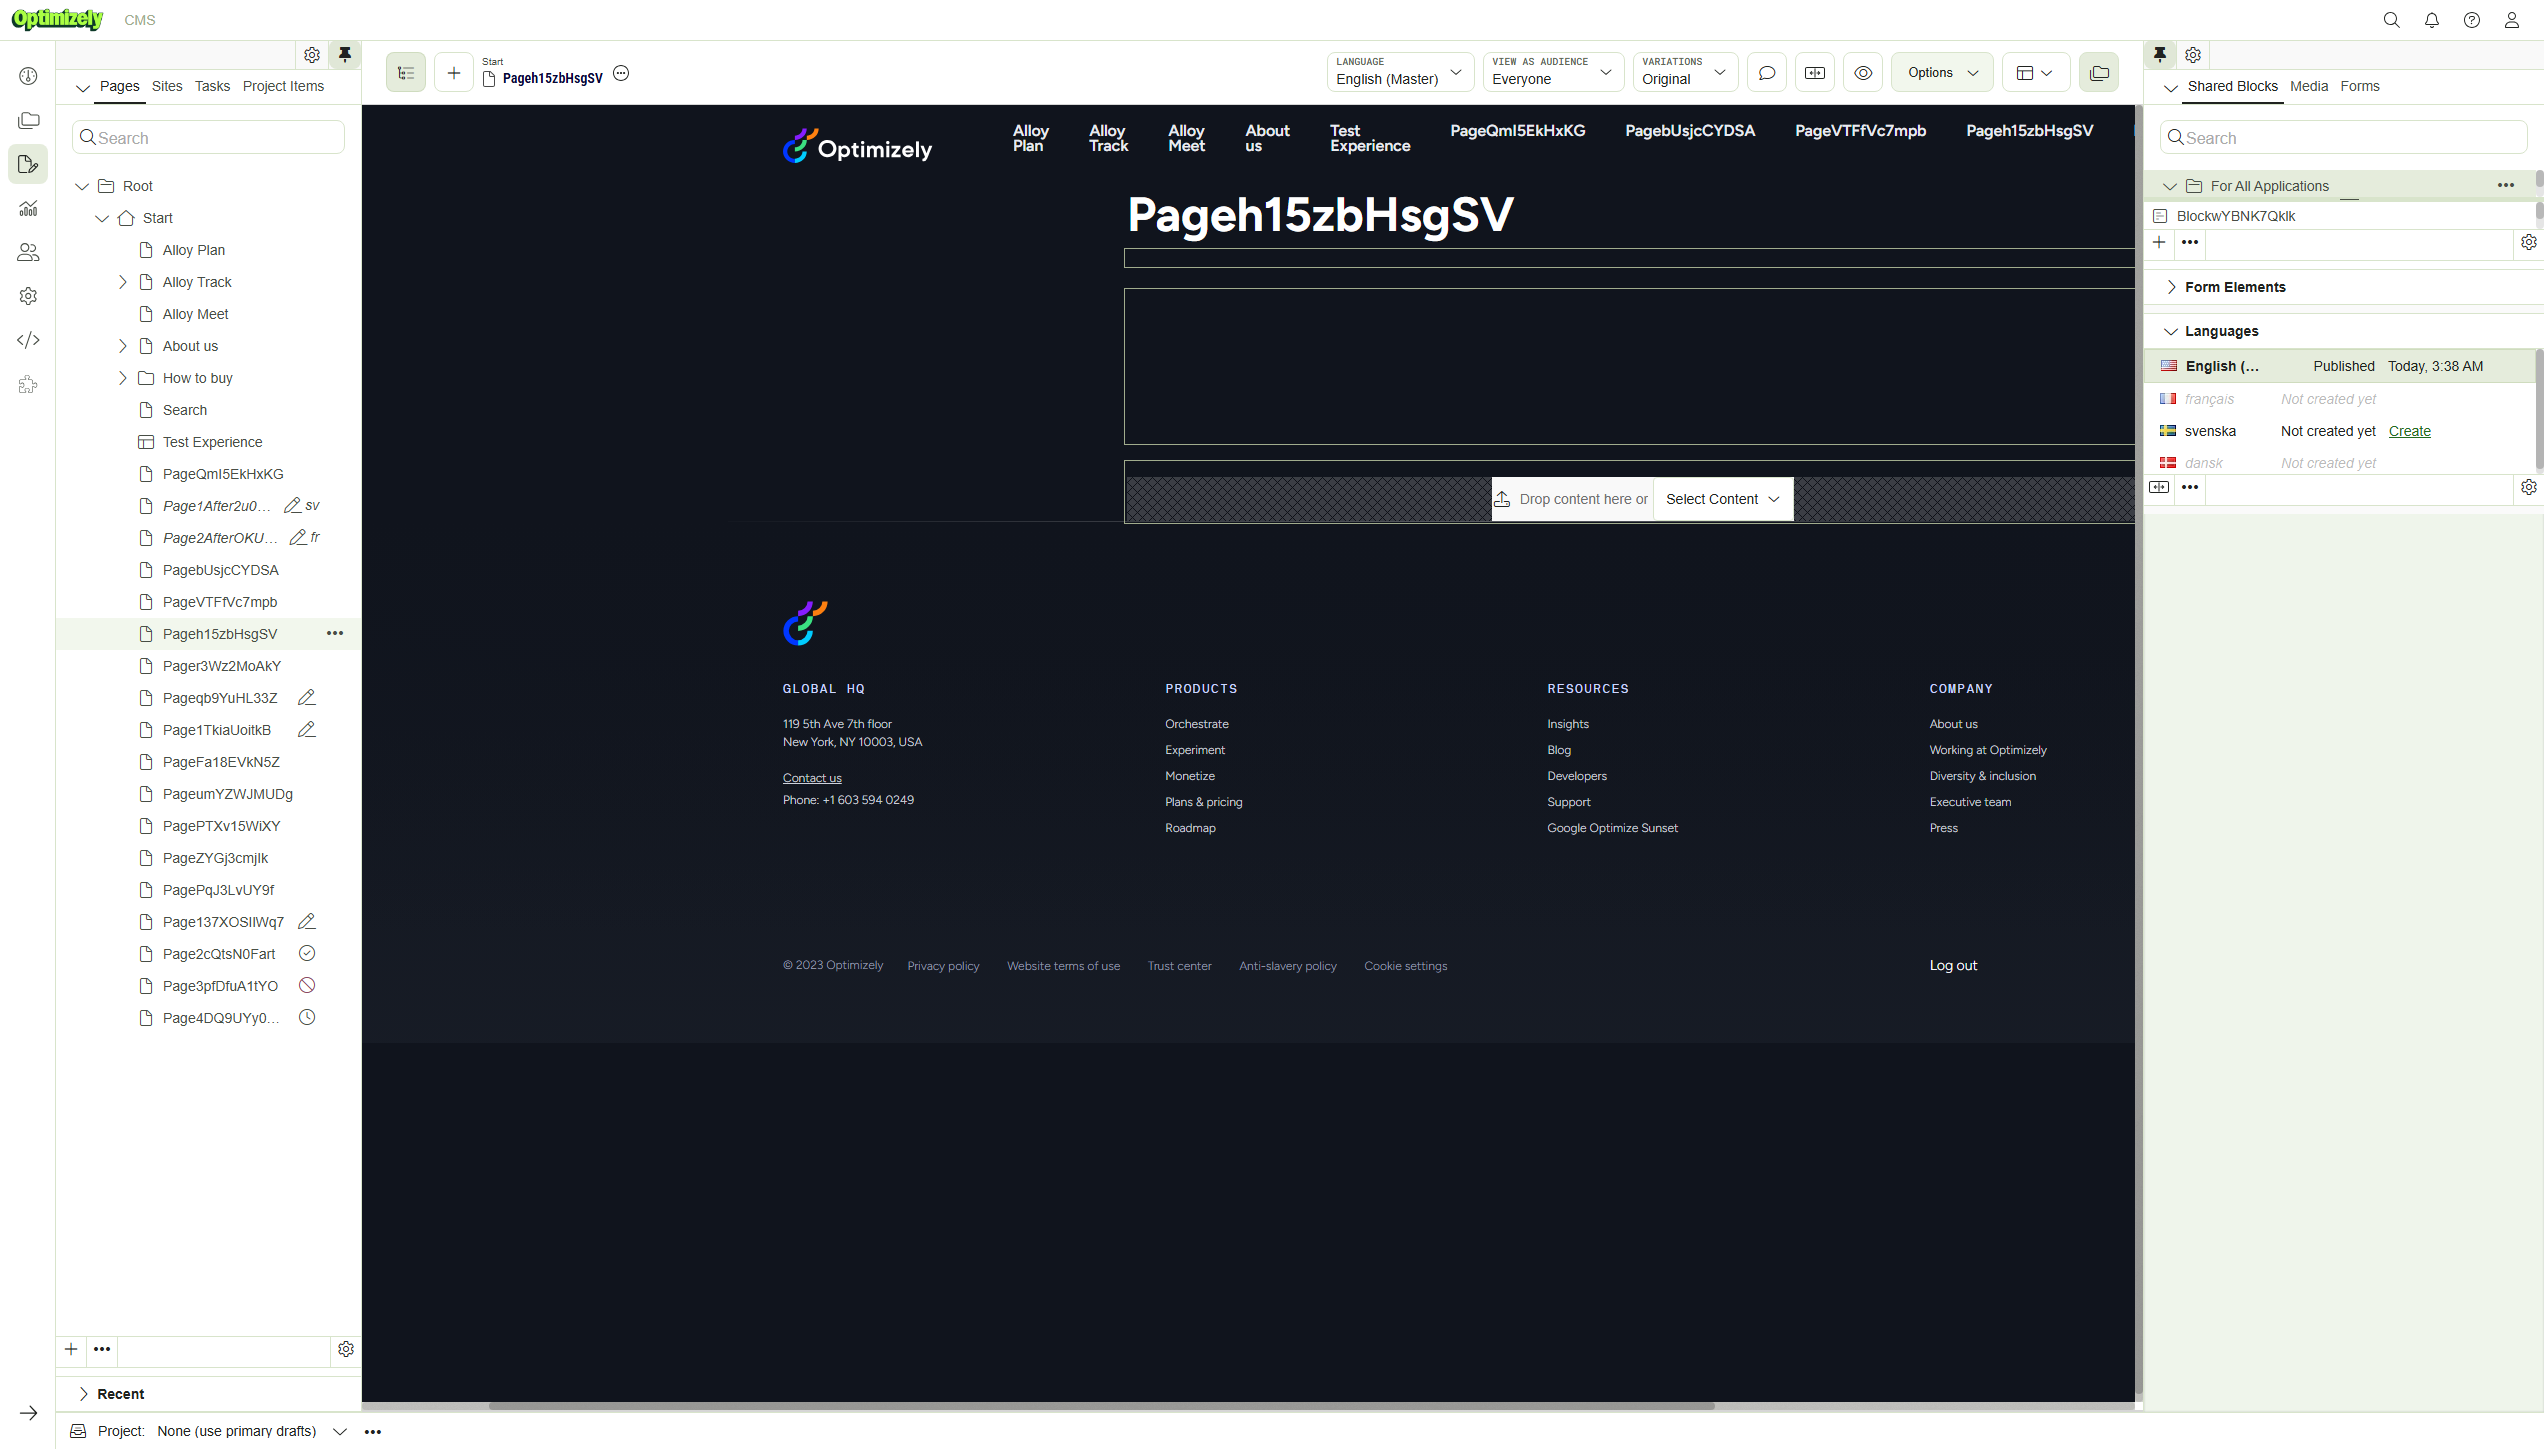 Optimizely CMS
Pages Sites Tasks Project Items
Search
Root
Start
Alloy Plan
Alloy Track
Alloy Meet
About us
How to buy
Search
Test Experience
PageQmI5EkHxKG
Page1After2u0... sv
Page2AfterOKU... fr
PagebUsjcCYDSA
PageVTFfVc7mpb
Pageh15zbHsgSV
Pager3Wz2MoAkY
Pageqb9YuHL33Z
Page1TkiaUoitkB
PageFa18EVkN5Z
PageumYZWJMUDg
PagePTXv15WiXY
PageZYGj3cmjIk
PagePqJ3LvUY9f
Page137XOSIlWq7
Page2cQtsN0Fart
Page3pfDfuA1tYO
Page4DQ9UYy0...
Recent
Project: None (use primary drafts)
Start
Pageh15zbHsgSV
LANGUAGE
English (Master)
VIEW AS AUDIENCE
Everyone
VARIATIONS
Original
Options
Optimizely
Alloy Plan
Alloy Track
Alloy Meet
About us
Test Experience
PageQmI5EkHxKG
PagebUsjcCYDSA
PageVTFfVc7mpb
Pageh15zbHsgSV
Pageh15zbHsgSV
Drop content here or Select Content
GLOBAL HQ
119 5th Ave 7th floor
New York, NY 10003, USA
Contact us
Phone: +1 603 594 0249
PRODUCTS
Orchestrate
Experiment
Monetize
Plans & pricing
Roadmap
RESOURCES
Insights
Blog
Developers
Support
Google Optimize Sunset
COMPANY
About us
Working at Optimizely
Diversity & inclusion
Executive team
Press
© 2023 Optimizely Privacy policy Website terms of use Trust center Anti-slavery policy Cookie settings
Log out
Shared Blocks Media Forms
Search
For All Applications
BlockwYBNK7Qklk
Form Elements
Languages
English (... Published Today, 3:38 AM
français Not created yet
svenska Not created yet Create
dansk Not created yet